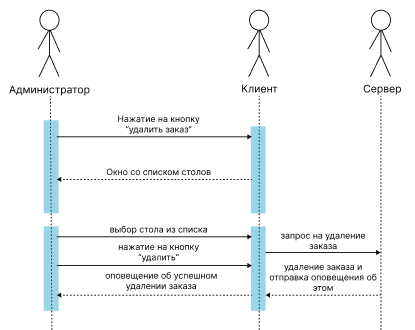 Администратор
Клиент
Сервер
Нажатие на кнопку
"удалить заказ"
Окно со списком столов
выбор стола из списка
запрос на удаление
заказа
нажатие на кнопку
"удалить"
удаление заказа и
отправка оповещения об
этом
оповещение об успешном
удалении заказа